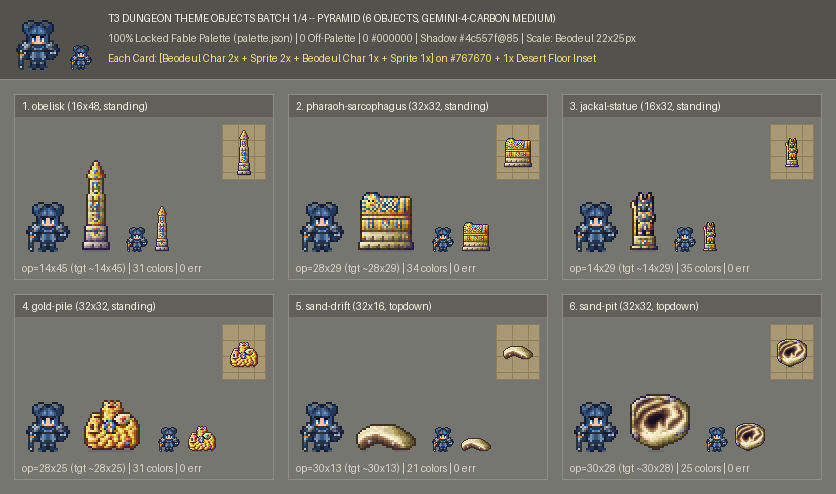 T3 DUNGEON THEME OBJECTS BATCH 1/4 -- PYRAMID (6 OBJECTS, GEMINI-4-CARBON MEDIUM)
100% Locked Fable Palette (palette.json) | 0 Off-Palette | 0 #000000 | Shadow #4c557f@85 | Scale: Beodeul 22x25px
Each Card: [Beodeul Char 2x + Sprite 2x + Beodeul Char 1x + Sprite 1x] on #767670 + 1x Desert Floor Inset
1. obelisk (16x48, standing)
2. pharaoh-sarcophagus (32x32, standing)
3. jackal-statue (16x32, standing)
op=14x45 (tgt ~14x45) | 31 colors | 0 err
op=28x29 (tgt ~28x29) | 34 colors | 0 err
op=14x29 (tgt ~14x29) | 35 colors | 0 err
4. gold-pile (32x32, standing)
5. sand-drift (32x16, topdown)
6. sand-pit (32x32, topdown)
op=28x25 (tgt ~28x25) | 31 colors | 0 err
op=30x13 (tgt ~30x13) | 21 colors | 0 err
op=30x28 (tgt ~30x28) | 25 colors | 0 err